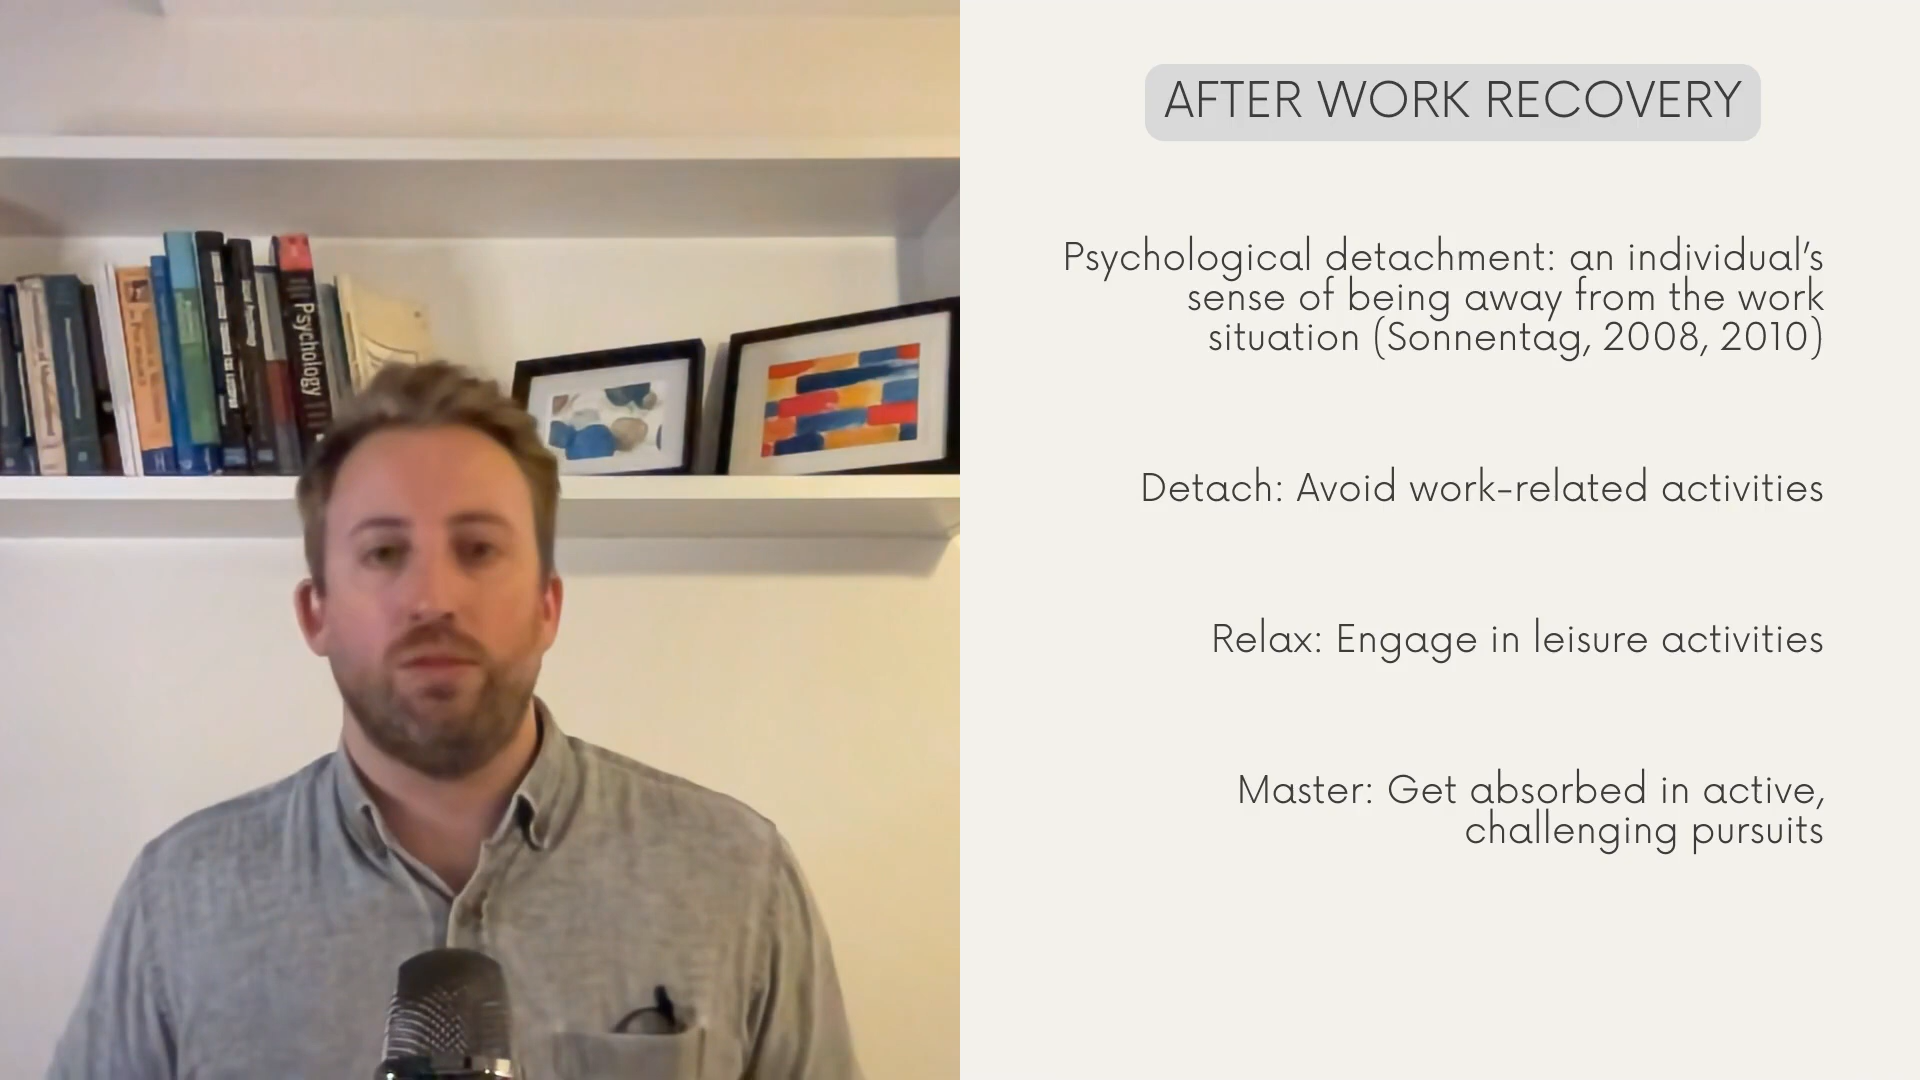 AFTER WORK RECOVERY
Psychological detachment: an individual's
sense of being away from the work
situation (Sonnentag, 2008, 2010)
Detach: Avoid work-related activities
Relax: Engage in leisure activities
Master: Get absorbed in active,
challenging pursuits
Psychology